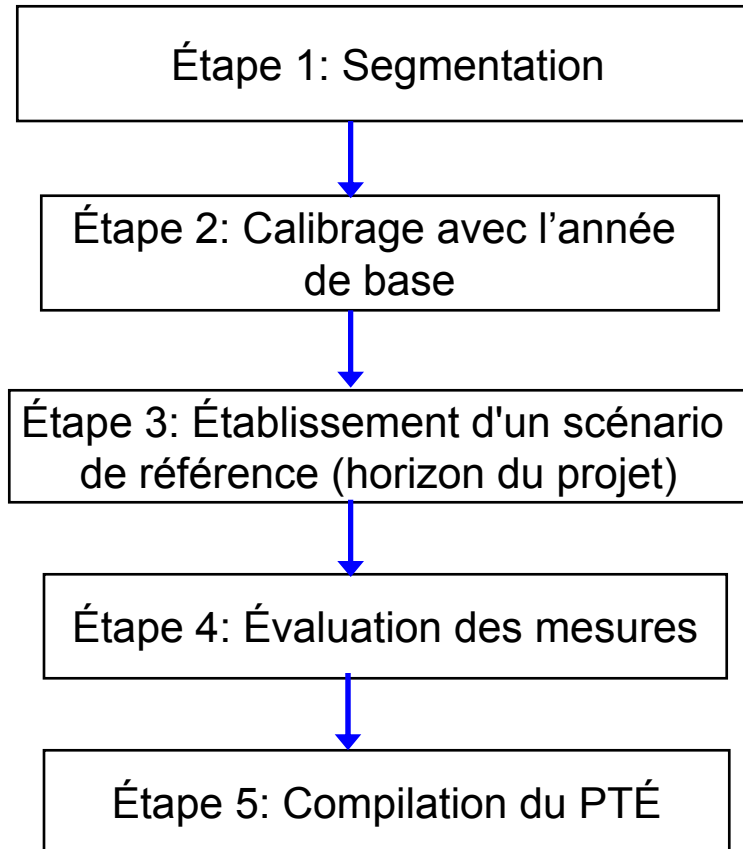 Étape 1: Segmentation
Étape 2: Calibrage avec l’année
de base
Étape 3: Établissement d'un scénario
de référence (horizon du projet)
Étape 4: Évaluation des mesures
Étape 5: Compilation du PTÉ